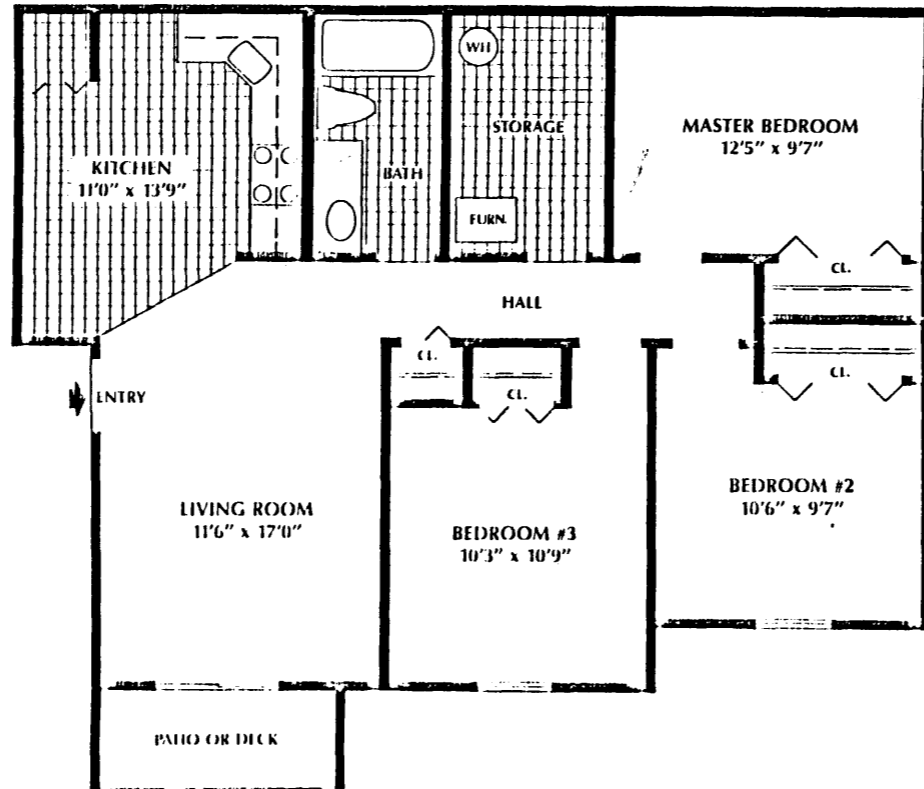 WH
STORAGE
MASTER BEDROOM
12'5" x 9'7"
KITCHEN
11'0" x 13'9"
BATH
FURN.
CL.
HALL
CL.
CL.
CL.
ENTRY
LIVING ROOM
11'6" x 17'0"
BEDROOM #3
10'3" x 10'9"
BEDROOM #2
10'6" x 9'7"
PATIO OR DECK